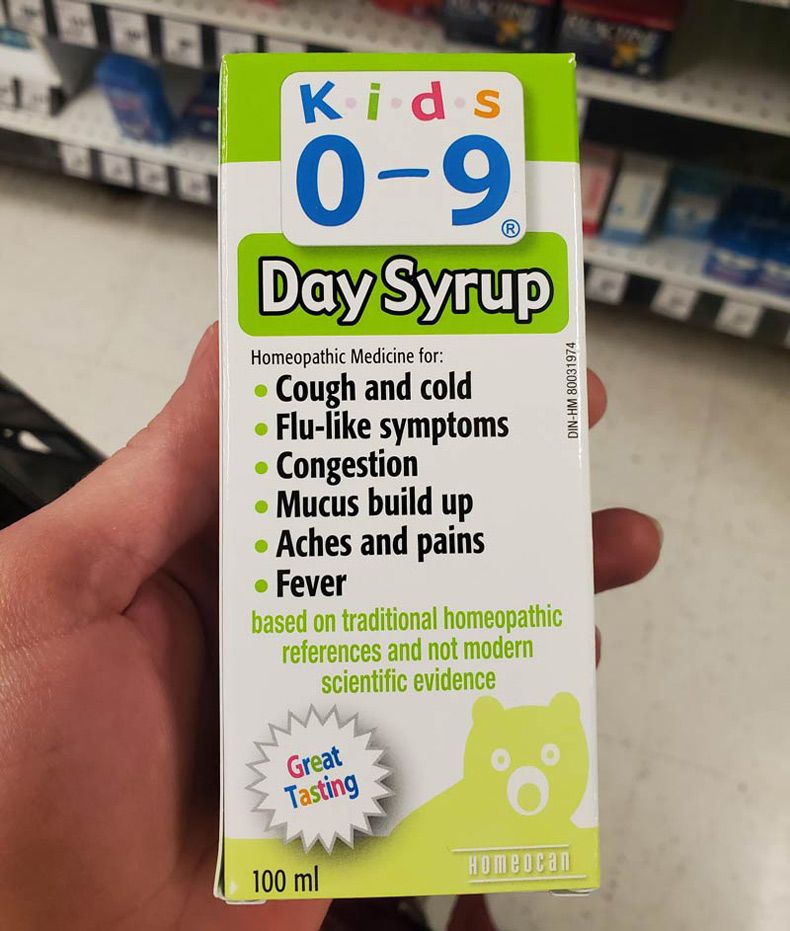 Kids
0-9®
Day Syrup
Homeopathic Medicine for:
• Cough and cold
• Flu-like symptoms
• Congestion
• Mucus build up
• Aches and pains
• Fever
based on traditional homeopathic
references and not modern
scientific evidence
DIN-HM 80031974
Great
Tasting
100 ml
HOMEOCAN